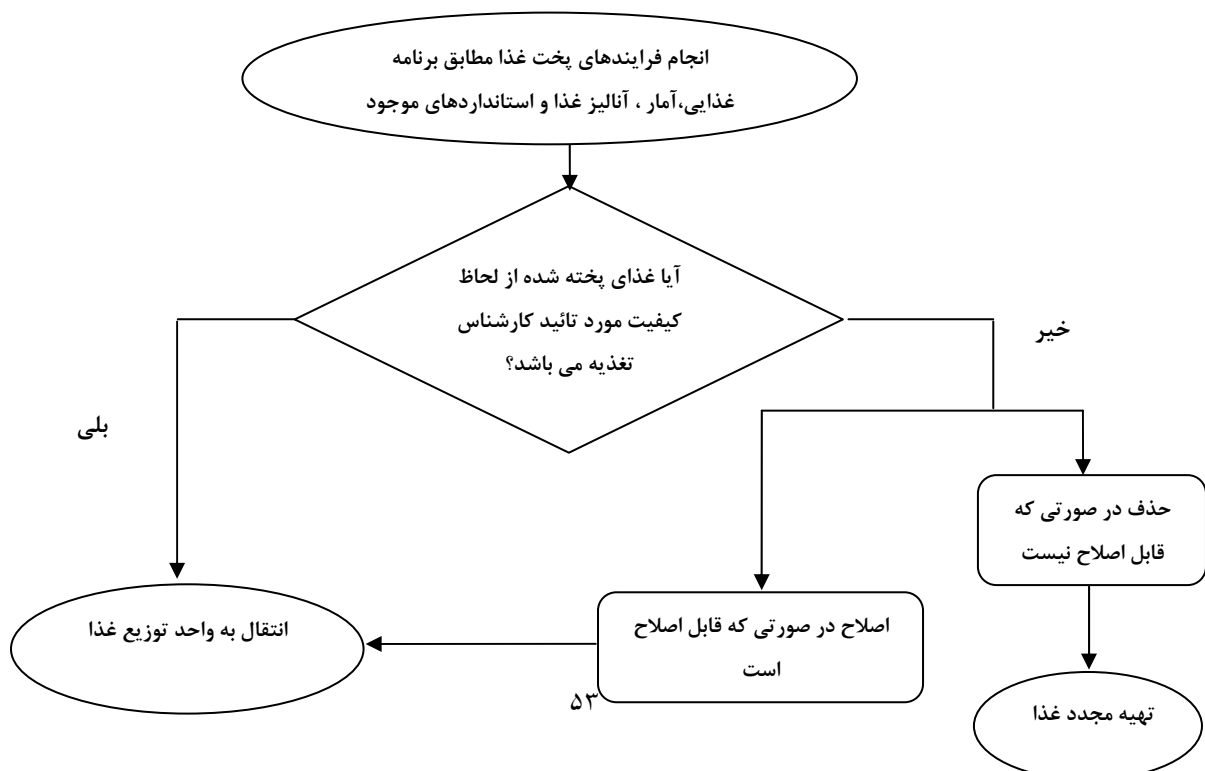 انجام فرایندهای پخت غذا مطابق برنامه
غذایی،آمار ، آنالیز غذا و استانداردهای موجود
آیا غذای پخته شده از لحاظ
کیفیت مورد تائید کارشناس
تغذیه می باشد؟
خیر
بلی
حذف در صورتی که
قابل اصلاح نیست
اصلاح در صورتی که قابل اصلاح
است
انتقال به واحد توزیع غذا
تهیه مجدد غذا
۵۳